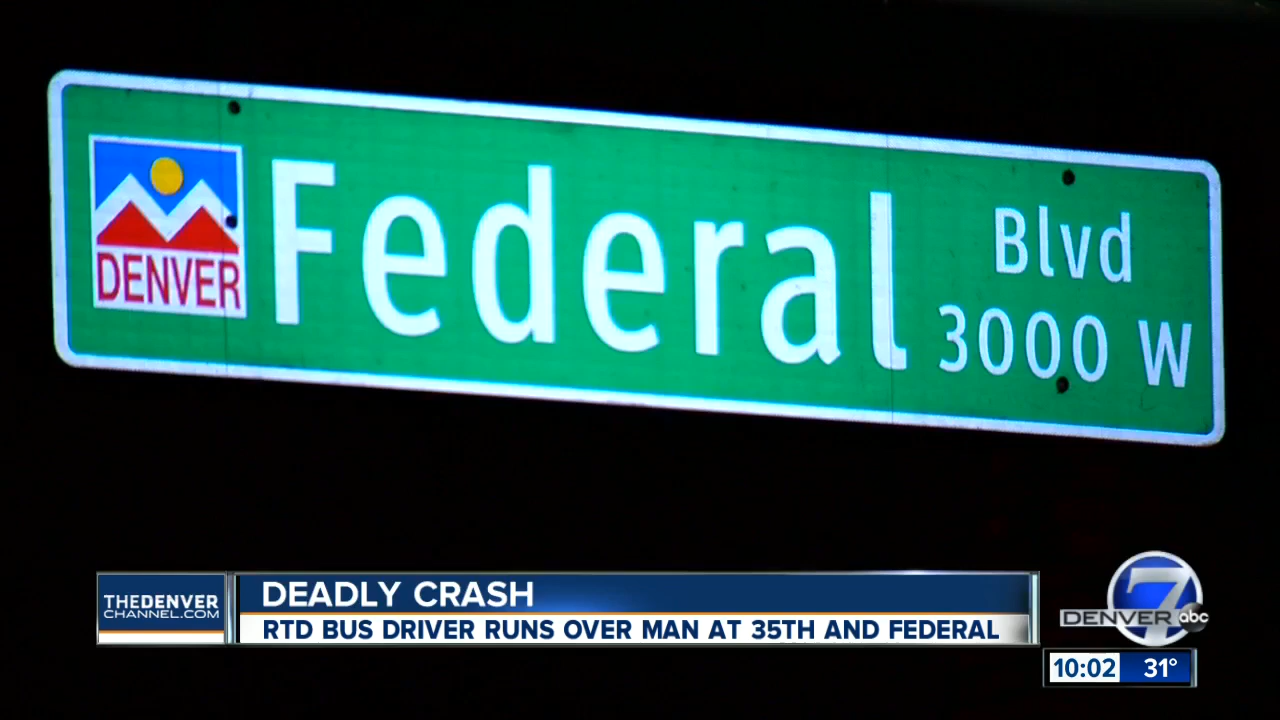 DENVER
Federal
Blvd
3000 W
THEDENVER
CHANNEL.COM
DEADLY CRASH
RTD BUS DRIVER RUNS OVER MAN AT 35TH AND FEDERAL
DENVER 7 abc
10:02 31°